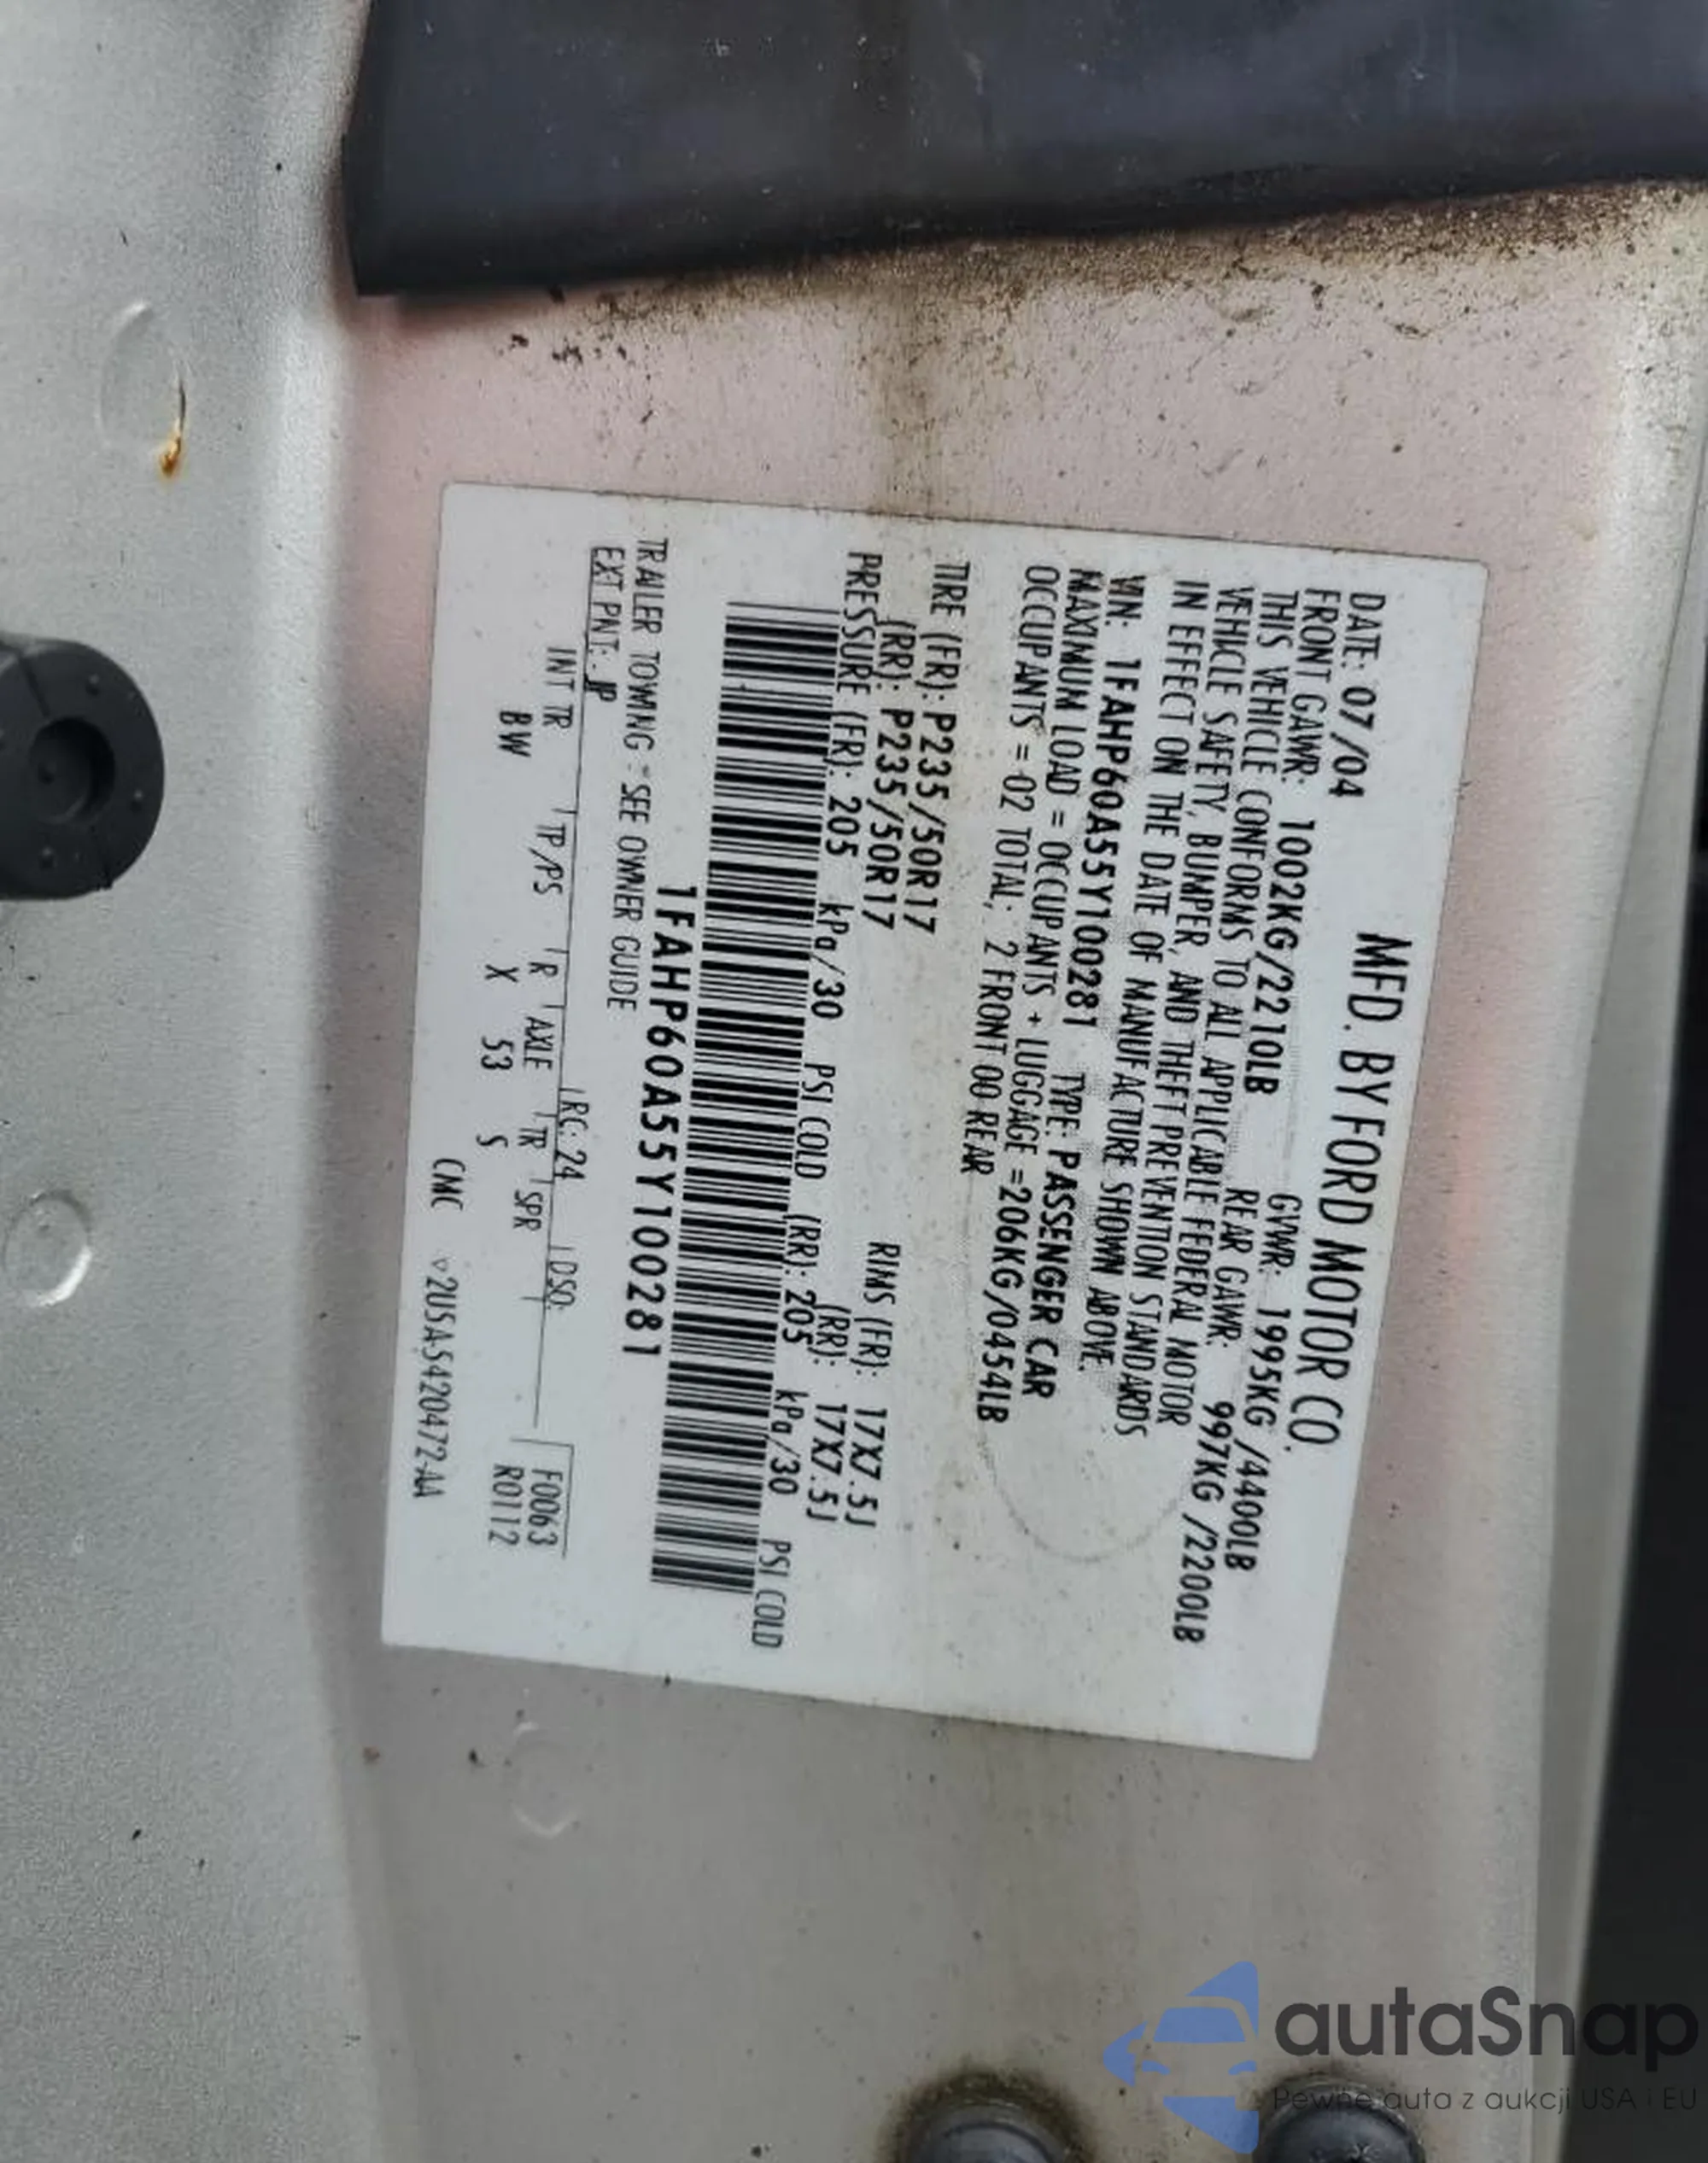 MFD. BY FORD MOTOR CO.
DATE: 07/04 GVWR: 1995KG /4400LB
FRONT GAWR: 1002KG/2210LB REAR GAWR: 997KG /2200LB
THIS VEHICLE CONFORMS TO ALL APPLICABLE FEDERAL MOTOR
VEHICLE SAFETY, BUMPER, AND THEFT PREVENTION STANDARDS
IN EFFECT ON THE DATE OF MANUFACTURE SHOWN ABOVE.
VIN: 1FAHP60A55Y100281 TYPE: PASSENGER CAR
MAXIMUM LOAD = OCCUPANTS + LUGGAGE =206KG/0454LB
OCCUPANTS = 02 TOTAL; 2 FRONT 00 REAR
TIRE (FR): P235/50R17 RIMS (FR): 17X7.5J
(RR): P235/50R17 (RR): 17X7.5J
PRESSURE (FR): 205 kPa/30 PSI COLD (RR): 205 kPa/30 PSI COLD
1FAHP60A55Y100281
TRAILER TOWING - SEE OWNER GUIDE
EXT PNT: JP RC: 24 DSO:
INT TR TP/PS R AXLE TR SPR F0063
BW X 53 S R0112
CMC ▽2USA5420472-AA
autaSnap
Pewne auta z aukcji USA i EU